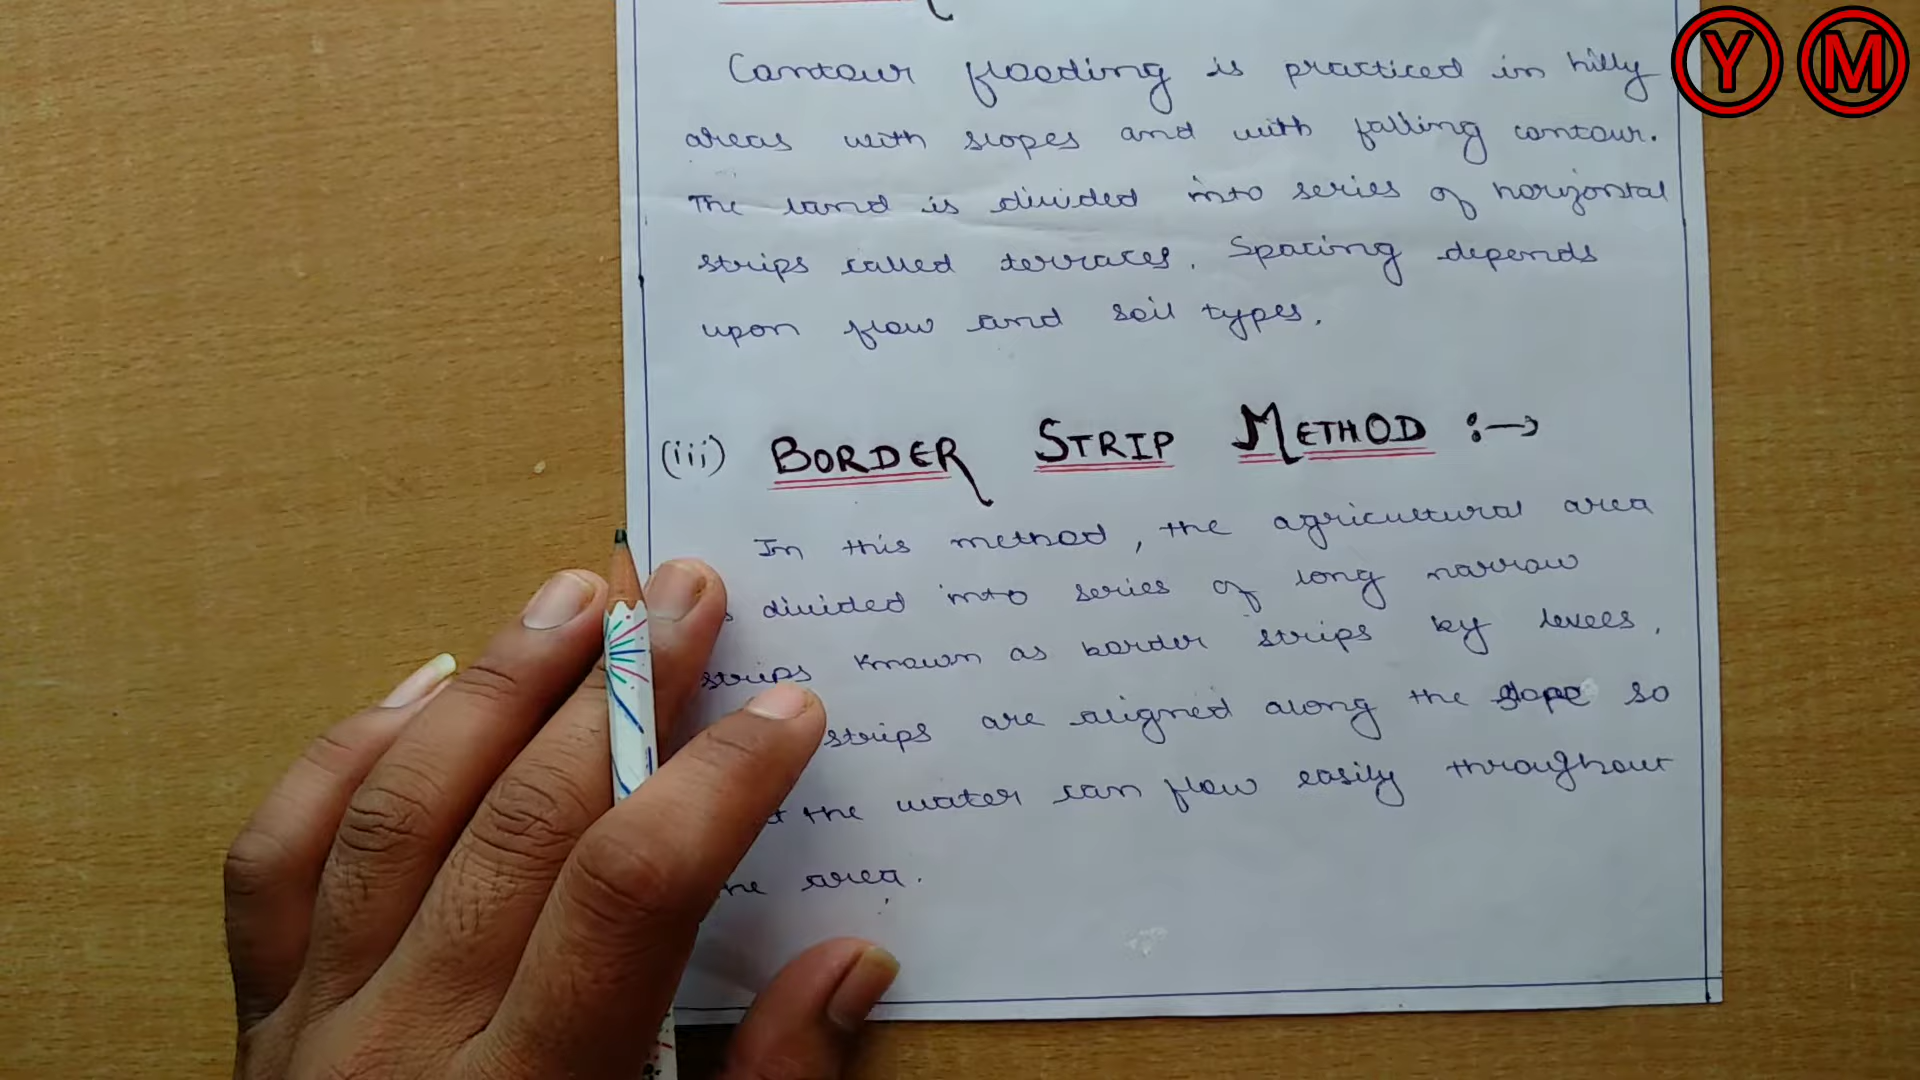 Y M
Contour flooding is practiced in hilly
areas with slopes and with falling contour.
The land is divided into series of horizontal
strips called terraces. Spacing depends
upon flow and soil types.
(iii) BORDER STRIP METHOD :→
In this method, the agricultural area
divided into series of long narrow
strips known as border strips by levees.
strips are aligned along the slope so
the water can flow easily throughout
area.